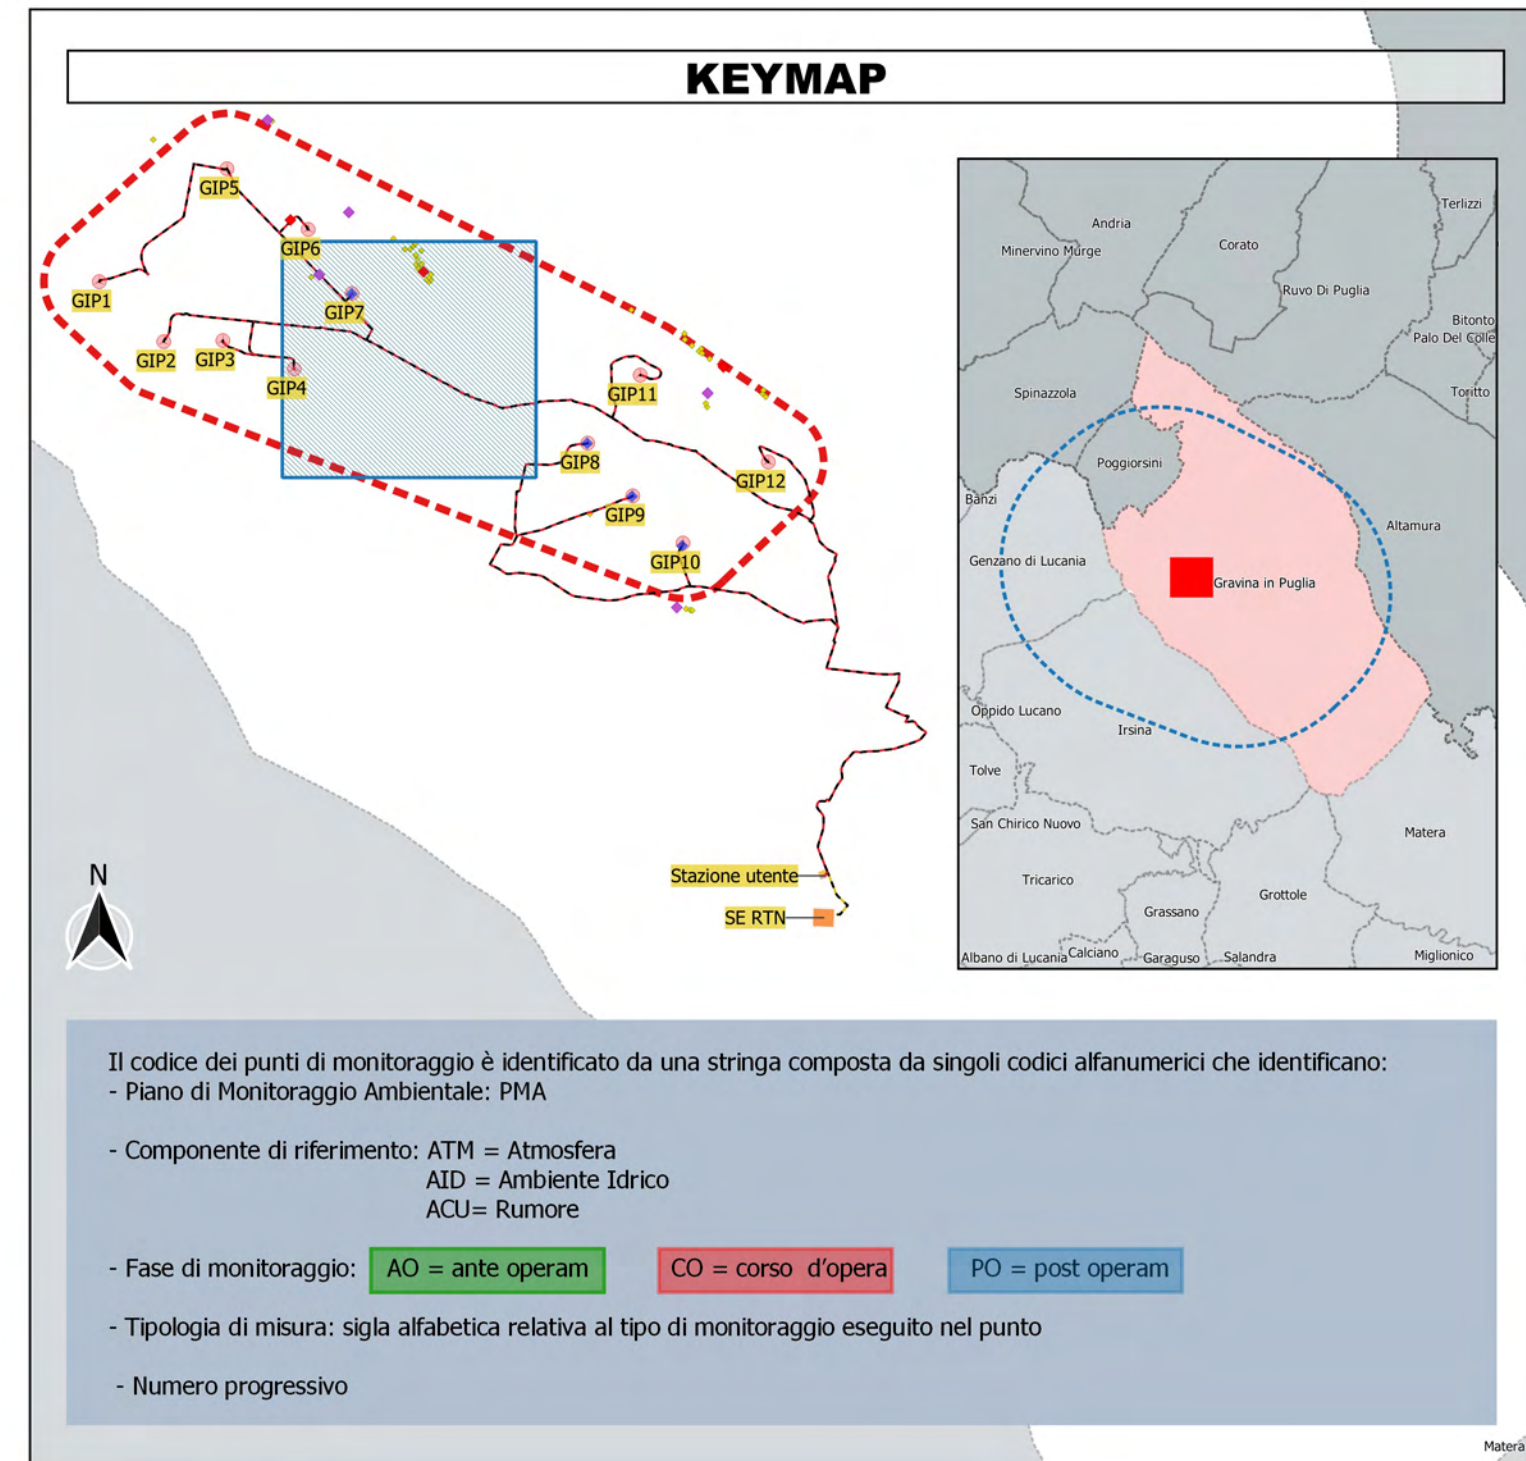 KEYMAP
GIP5
GIP6
GIP1
GIP7
GIP2
GIP3
GIP4
GIP11
GIP8
GIP12
GIP9
GIP10
Stazione utente
SE RTN
N
Terlizzi
Andria
Minervino Murge
Corato
Ruvo Di Puglia
Bitonto
Palo Del Colle
Spinazzola
Toritto
Poggiorsini
Banzi
Altamura
Genzano di Lucania
Gravina in Puglia
Oppido Lucano
Irsina
Tolve
San Chirico Nuovo
Matera
Tricarico
Grottole
Grassano
Albano di Lucania
Calciano
Garaguso
Salandra
Miglionico
Il codice dei punti di monitoraggio è identificato da una stringa composta da singoli codici alfanumerici che identificano:
- Piano di Monitoraggio Ambientale: PMA
- Componente di riferimento: ATM = Atmosfera
AID = Ambiente Idrico
ACU= Rumore
- Fase di monitoraggio: AO = ante operam CO = corso d'opera PO = post operam
- Tipologia di misura: sigla alfabetica relativa al tipo di monitoraggio eseguito nel punto
- Numero progressivo
Matera